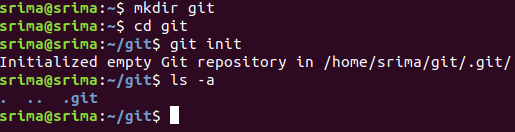 srima@srima:~$ mkdir git
srima@srima:~$ cd git
srima@srima:~/git$ git init
Initialized empty Git repository in /home/srima/git/.git/
srima@srima:~/git$ ls -a
.  ..  .git
srima@srima:~/git$